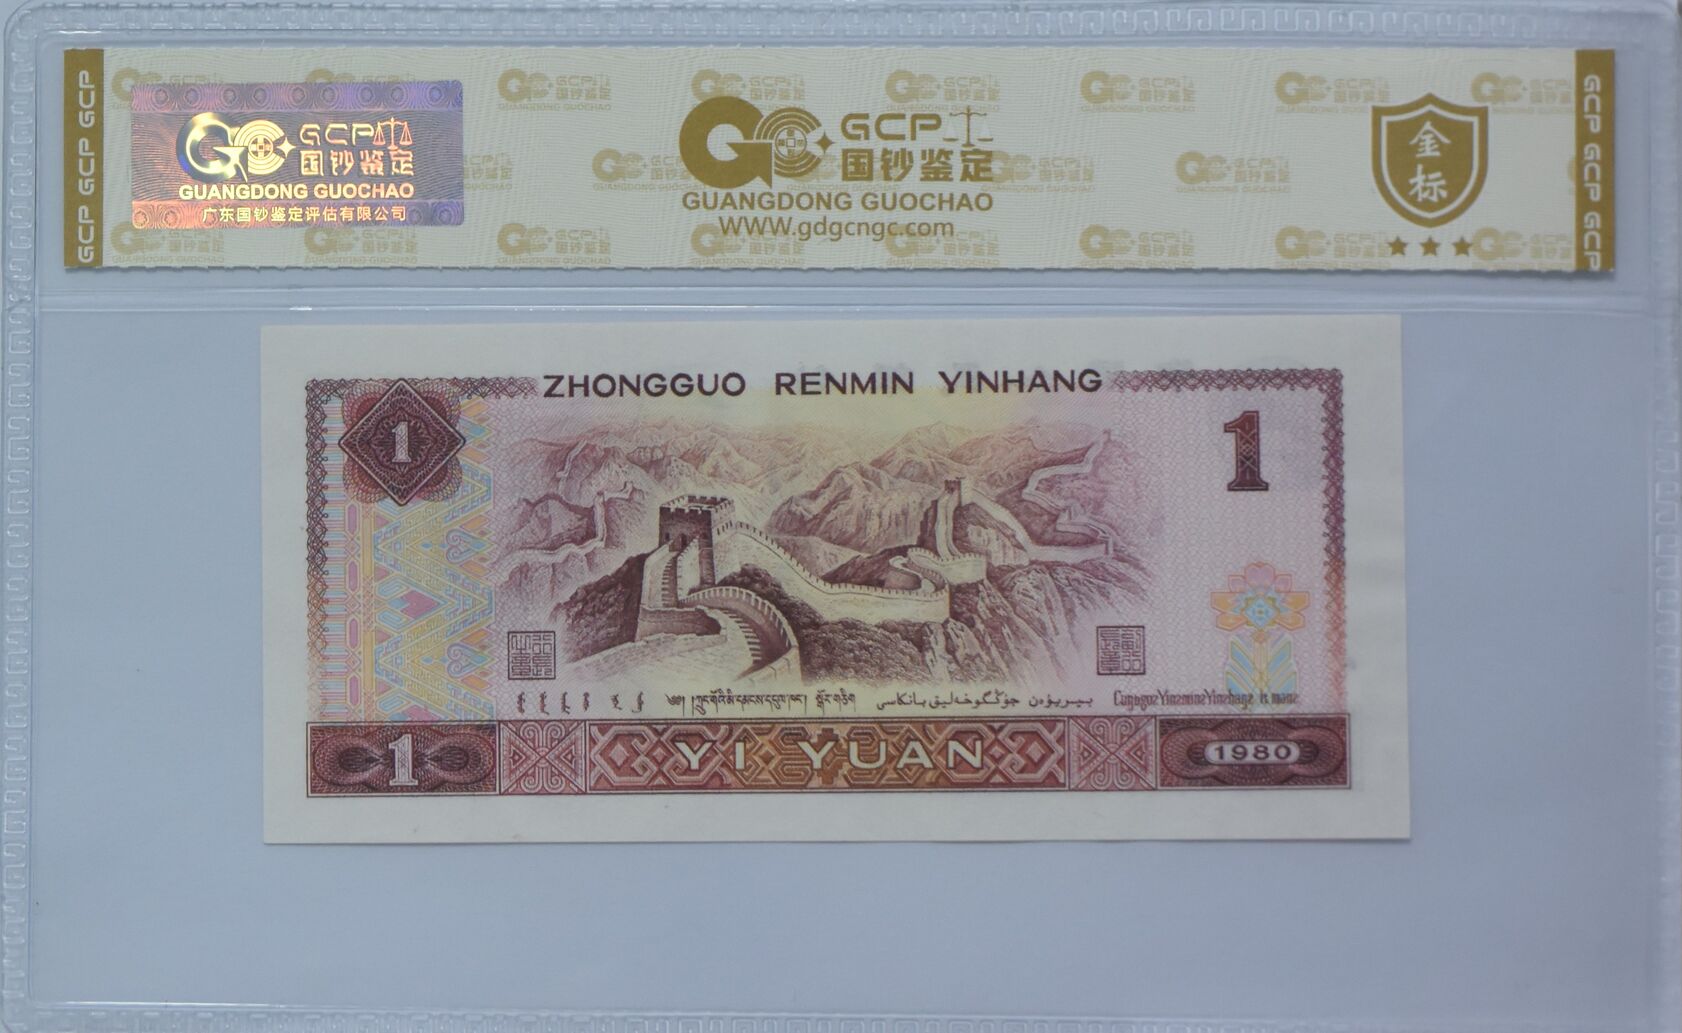 GCP GCP GCP
GCP
国钞鉴定
GUANGDONG GUOCHAO
广东国钞鉴定评估有限公司
GCP
国钞鉴定
GUANGDONG GUOCHAO
WWW.gdgcngc.com
金
标
GCP GCP GCP
ZHONGGUO RENMIN YINHANG
1
1
1
YI YUAN
1980